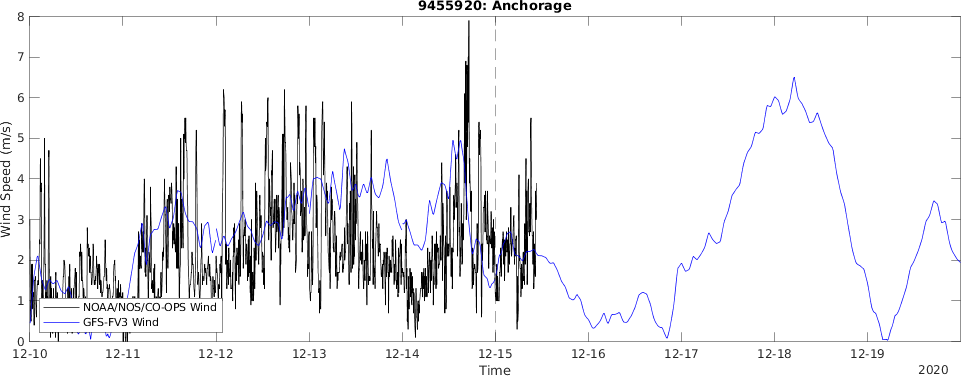 9455920: Anchorage
8
7
6
5
4
3
2
1
0
Wind Speed (m/s)
NOAA/NOS/CO-OPS Wind
GFS-FV3 Wind
12-10 12-11 12-12 12-13 12-14 12-15 12-16 12-17 12-18 12-19
Time
2020